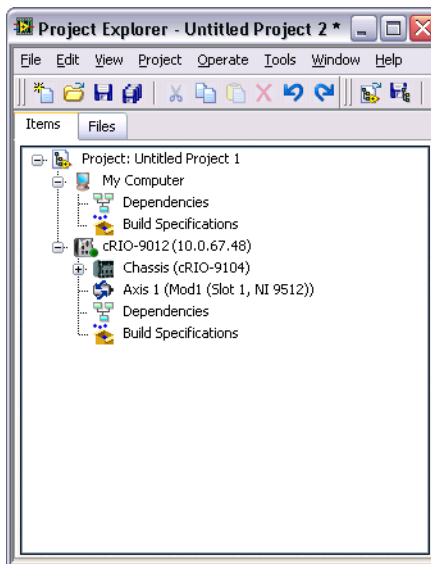 Project Explorer - Untitled Project 2 *
File Edit View Project Operate Tools Window Help
Items Files
Project: Untitled Project 1
My Computer
Dependencies
Build Specifications
cRIO-9012 (10.0.67.48)
Chassis (cRIO-9104)
Axis 1 (Mod1 (Slot 1, NI 9512))
Dependencies
Build Specifications